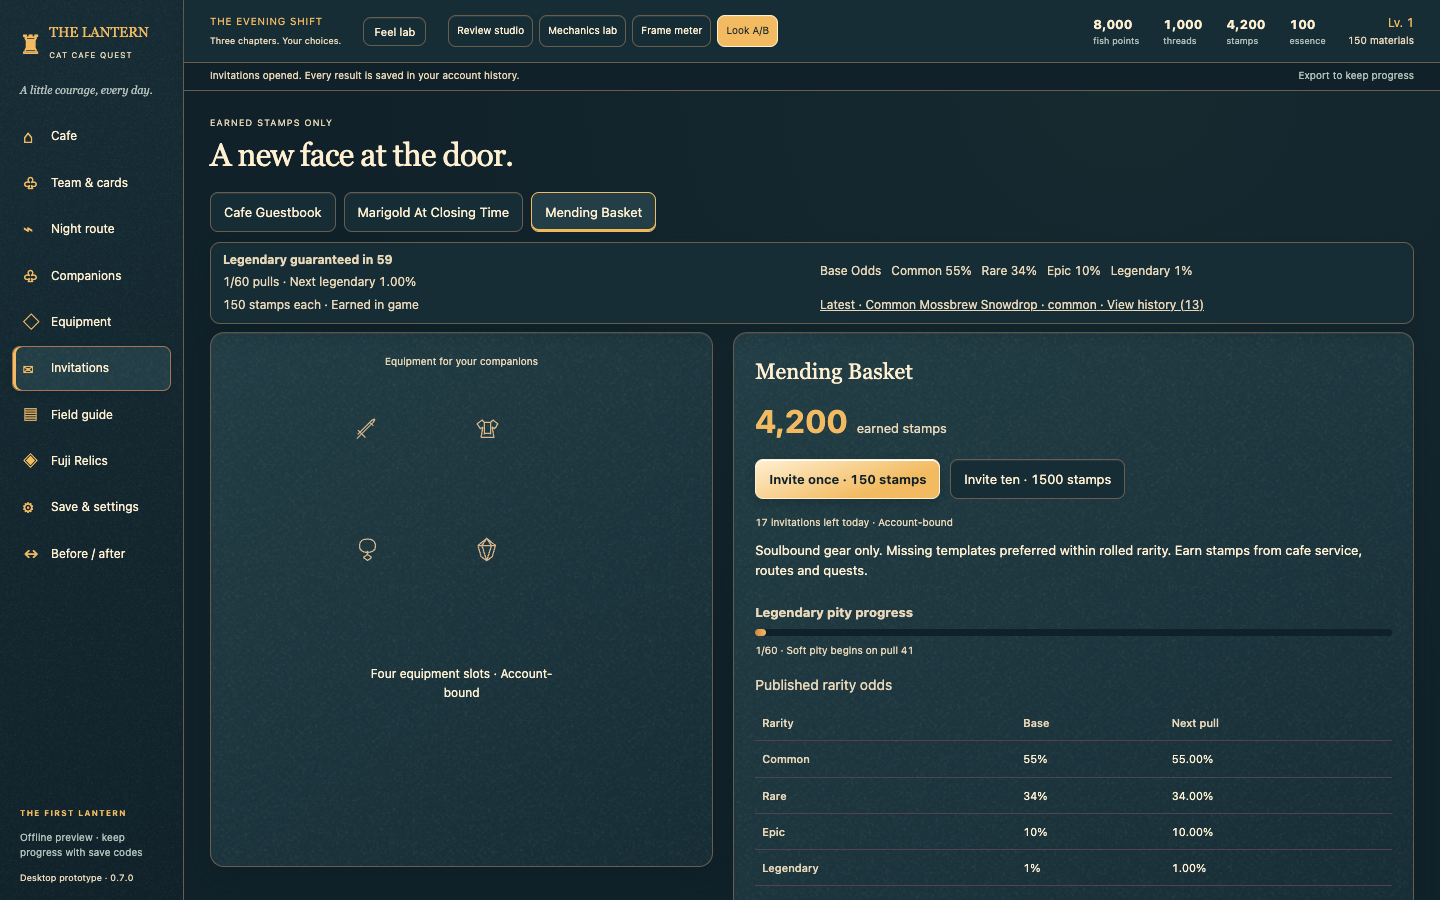 THE LANTERN
CAT CAFE QUEST
A little courage, every day.
Cafe
Team & cards
Night route
Companions
Equipment
Invitations
Field guide
Fuji Relics
Save & settings
Before / after
THE FIRST LANTERN
Offline preview · keep
progress with save codes
Desktop prototype · 0.7.0
THE EVENING SHIFT
Three chapters. Your choices.
Feel lab
Review studio
Mechanics lab
Frame meter
Look A/B
8,000
fish points
1,000
threads
4,200
stamps
100
essence
Lv. 1
150 materials
Invitations opened. Every result is saved in your account history.
Export to keep progress
EARNED STAMPS ONLY
A new face at the door.
Cafe Guestbook
Marigold At Closing Time
Mending Basket
Legendary guaranteed in 59
1/60 pulls · Next legendary 1.00%
150 stamps each · Earned in game
Base Odds Common 55% Rare 34% Epic 10% Legendary 1%
Latest · Common Mossbrew Snowdrop · common · View history (13)
Equipment for your companions
Four equipment slots · Account-
bound
Mending Basket
4,200 earned stamps
Invite once · 150 stamps
Invite ten · 1500 stamps
17 invitations left today · Account-bound
Soulbound gear only. Missing templates preferred within rolled rarity. Earn stamps from cafe service,
routes and quests.
Legendary pity progress
1/60 · Soft pity begins on pull 41
Published rarity odds
Rarity Base Next pull
Common 55% 55.00%
Rare 34% 34.00%
Epic 10% 10.00%
Legendary 1% 1.00%